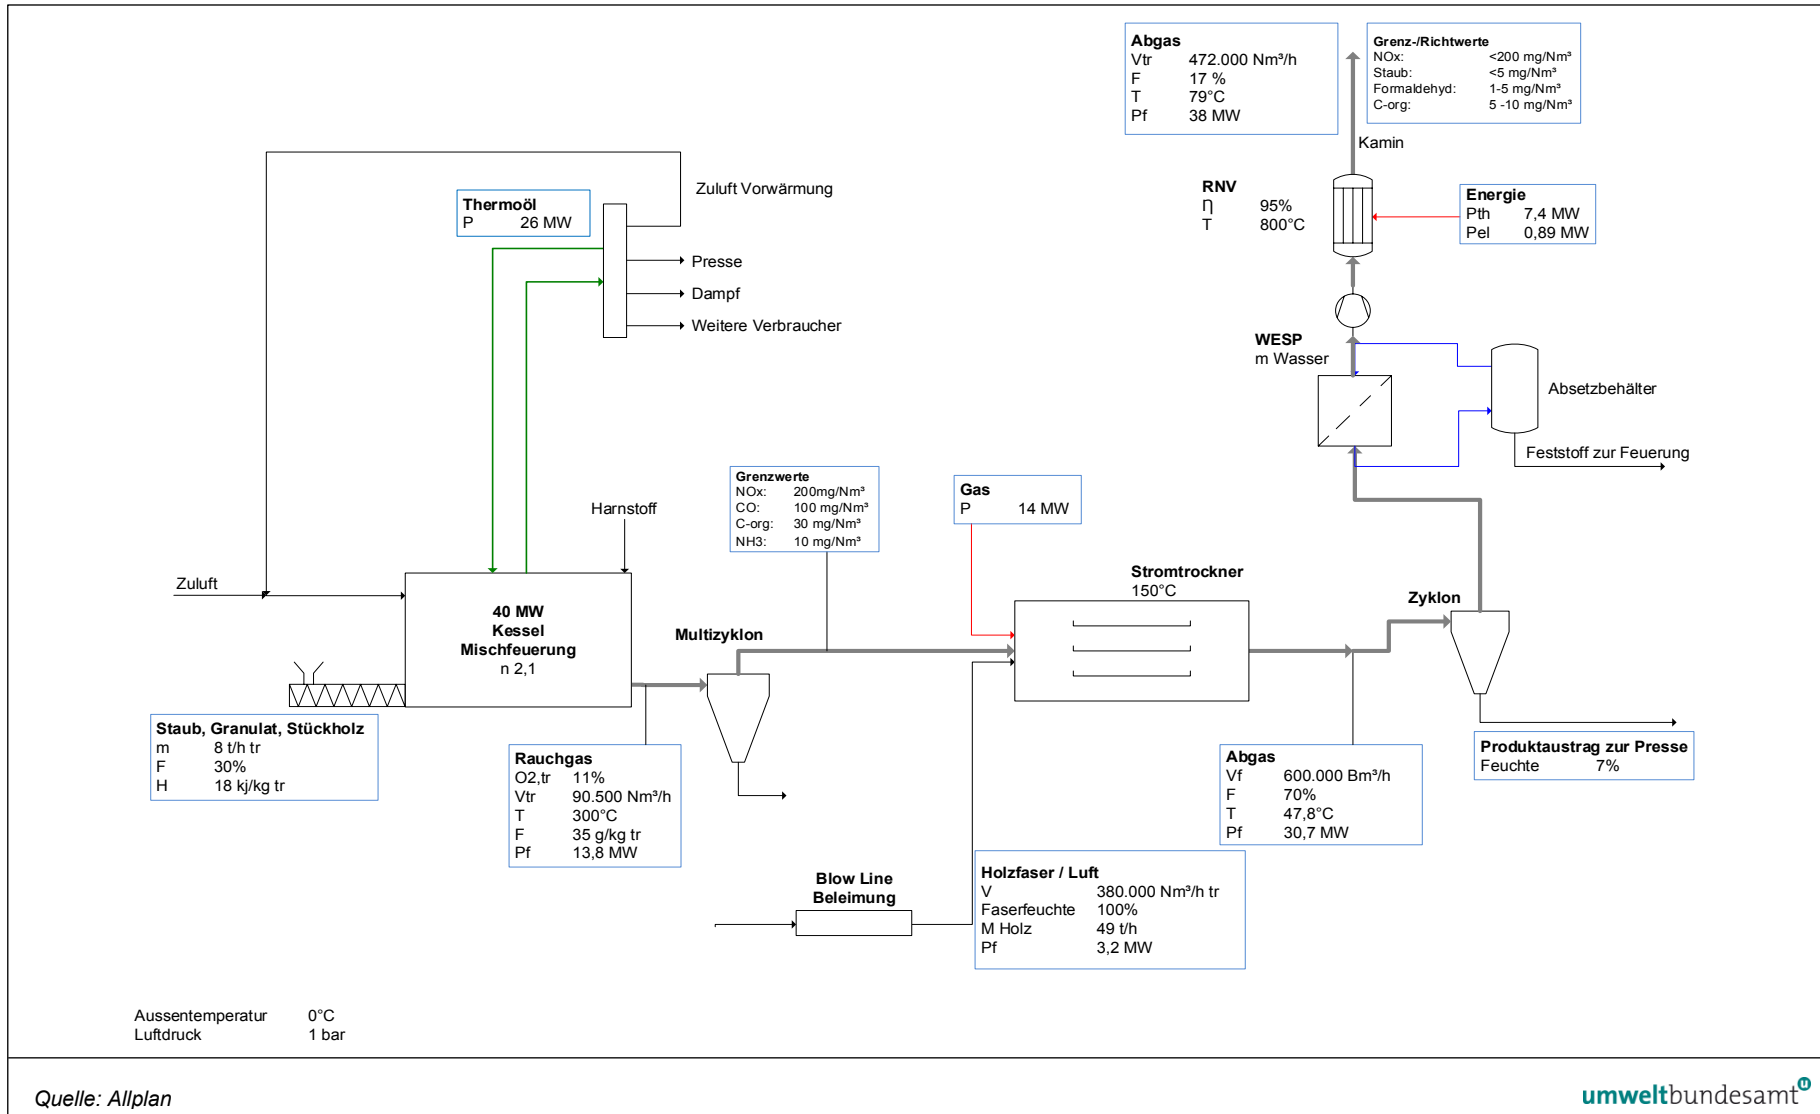 Abgas
Vtr 472.000 Nm³/h
F 17 %
T 79°C
Pf 38 MW
Grenz-/Richtwerte
NOx: <200 mg/Nm³
Staub: <5 mg/Nm³
Formaldehyd: 1-5 mg/Nm³
C-org: 5 -10 mg/Nm³
Kamin
Zuluft Vorwärmung
Thermoöl
P 26 MW
RNV
Ƞ 95%
T 800°C
Energie
Pth 7,4 MW
Pel 0,89 MW
Presse
Dampf
Weitere Verbraucher
WESP
m Wasser
Absetzbehälter
Feststoff zur Feuerung
Grenzwerte
NOx: 200mg/Nm³
CO: 100 mg/Nm³
C-org: 30 mg/Nm³
NH3: 10 mg/Nm³
Gas
P 14 MW
Harnstoff
Zuluft
40 MW
Kessel
Mischfeuerung
n 2,1
Multizyklon
Stromtrockner
150°C
Zyklon
Staub, Granulat, Stückholz
m 8 t/h tr
F 30%
H 18 kj/kg tr
Rauchgas
O2,tr 11%
Vtr 90.500 Nm³/h
T 300°C
F 35 g/kg tr
Pf 13,8 MW
Abgas
Vf 600.000 Bm³/h
F 70%
T 47,8°C
Pf 30,7 MW
Produktaustrag zur Presse
Feuchte 7%
Blow Line
Beleimung
Holzfaser / Luft
V 380.000 Nm³/h tr
Faserfeuchte 100%
M Holz 49 t/h
Pf 3,2 MW
Aussentemperatur 0°C
Luftdruck 1 bar
Quelle: Allplan
umweltbundesamt u